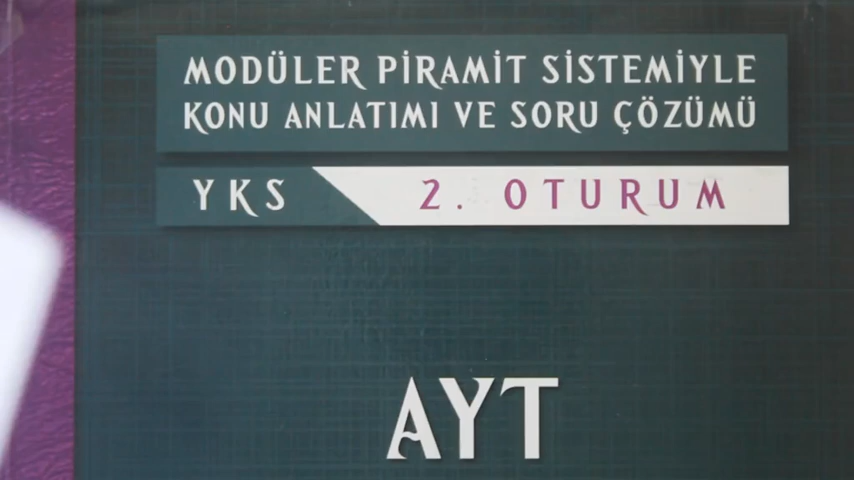 MODÜLER PİRAMİT SİSTEMİYLE
KONU ANLATIMI VE SORU ÇÖZÜMÜ
YKS 2. OTURUM
AYT